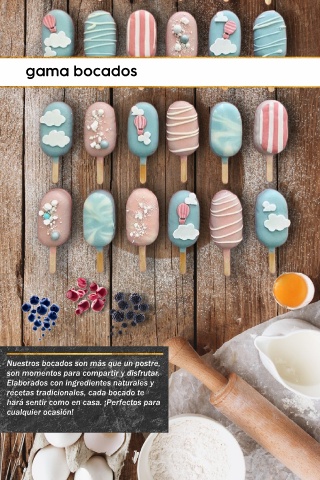 gama bocados
Nuestros bocados son más que un postre,
son momentos para compartir y disfrutar.
Elaborados con ingredientes naturales y
recetas tradicionales, cada bocado te
hará sentir como en casa. ¡Perfectos para
cualquier ocasión!